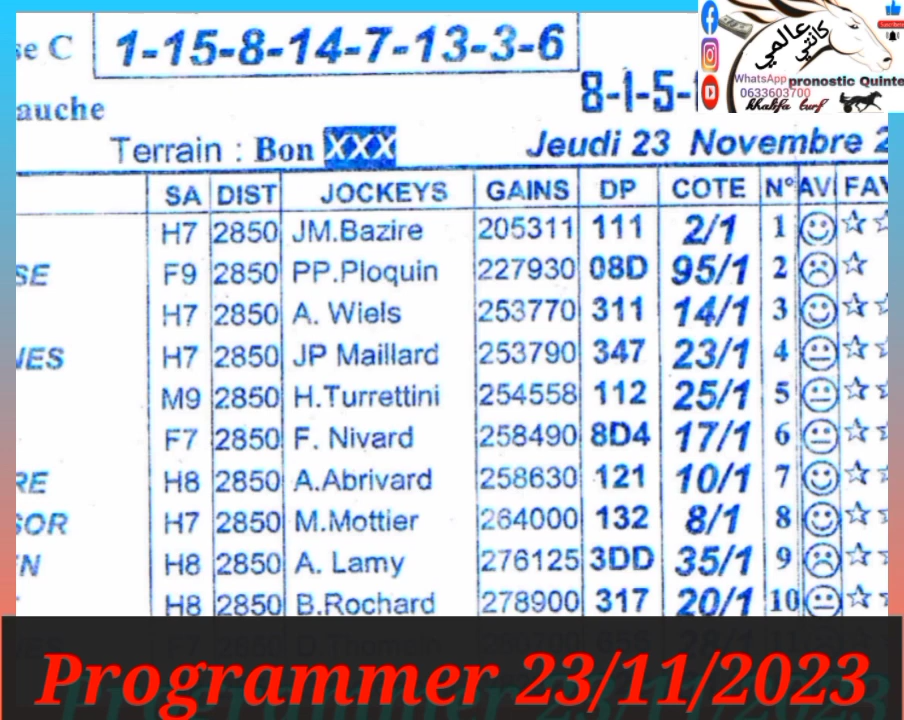 se C 1-15-8-14-7-13-3-6
عالمي
كانتي
WhatsApp pronostic Quinte
0633603700
khalifa turf
8-1-5-
auche
Terrain : Bon XXX Jeudi 23 Novembre 2
SA DIST JOCKEYS GAINS DP COTE N° AVI FAV
H7 2850 JM.Bazire 205311 111 2/1 1
SE F9 2850 PP.Ploquin 227930 08D 95/1 2
H7 2850 A. Wiels 253770 311 14/1 3
NES H7 2850 JP Maillard 253790 347 23/1 4
M9 2850 H.Turrettini 254558 112 25/1 5
F7 2850 F. Nivard 258490 8D4 17/1 6
RE H8 2850 A.Abrivard 258630 121 10/1 7
SOR H7 2850 M.Mottier 264000 132 8/1 8
N H8 2850 A. Lamy 276125 3DD 35/1 9
H8 2850 B.Rochard 278900 317 20/1 10
F7 2850 28/1 11
Programmer 23/11/2023